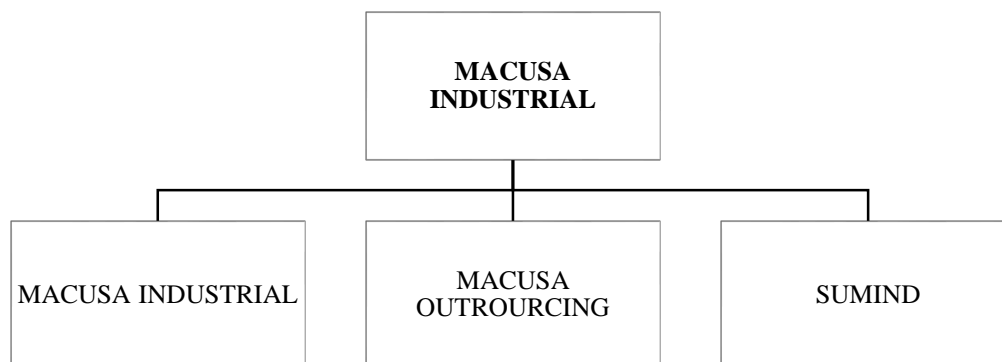 MACUSA
INDUSTRIAL
MACUSA INDUSTRIAL
MACUSA
OUTROURCING
SUMIND